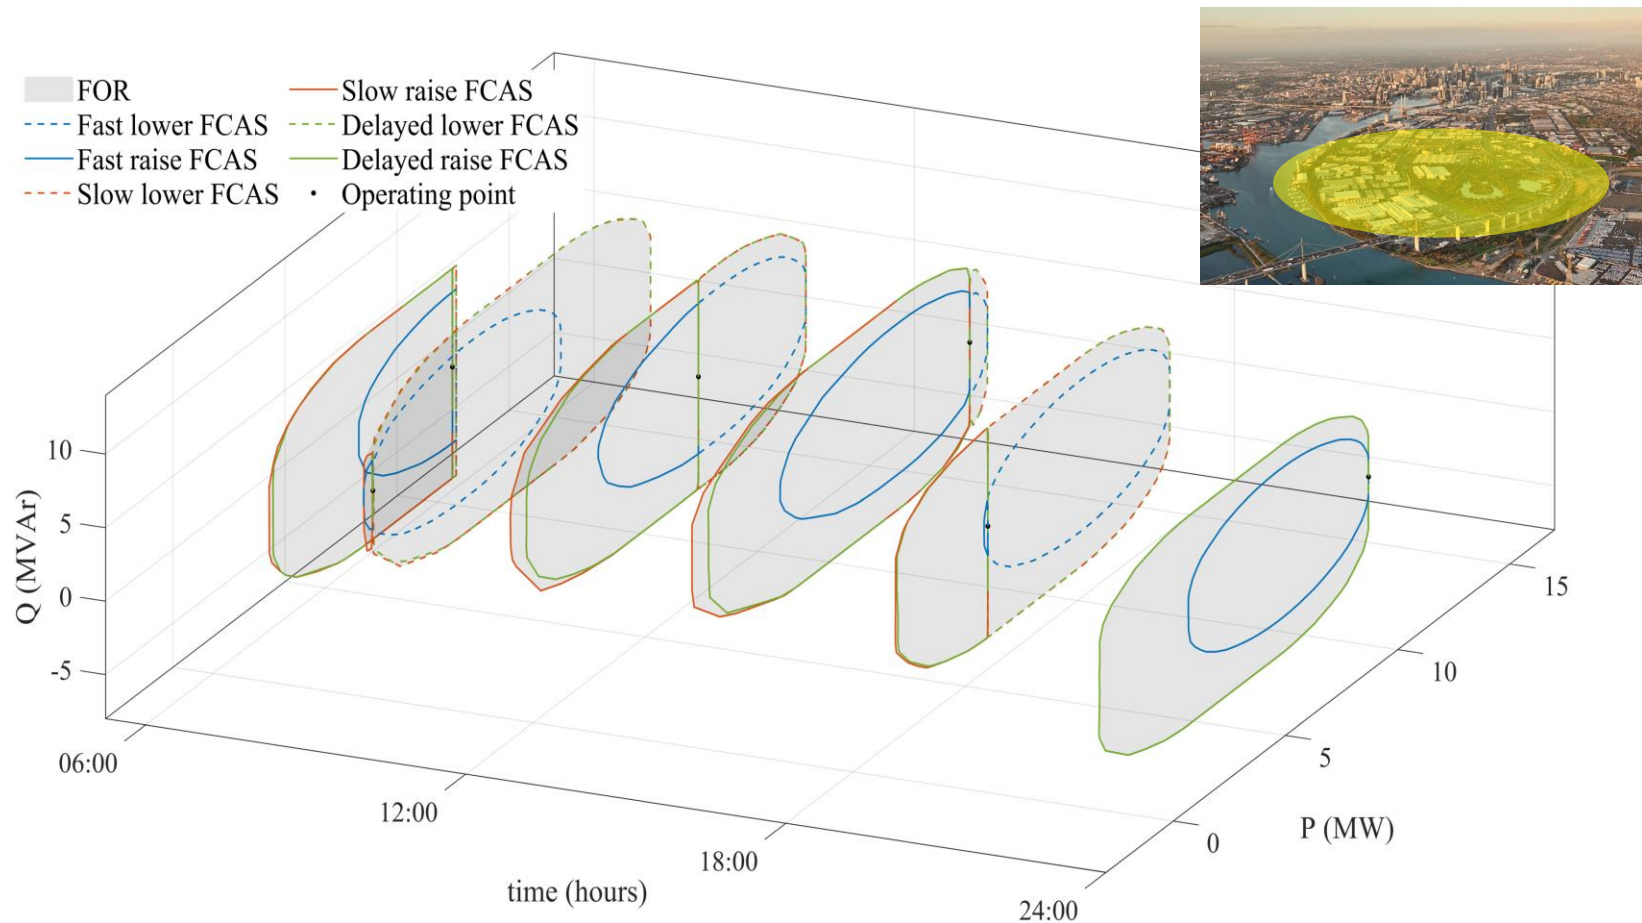 FOR
Fast lower FCAS
Fast raise FCAS
Slow lower FCAS
Slow raise FCAS
Delayed lower FCAS
Delayed raise FCAS
Operating point
Q (MVAr)
10
5
0
-5
06:00
12:00
18:00
24:00
time (hours)
0
5
10
15
P (MW)